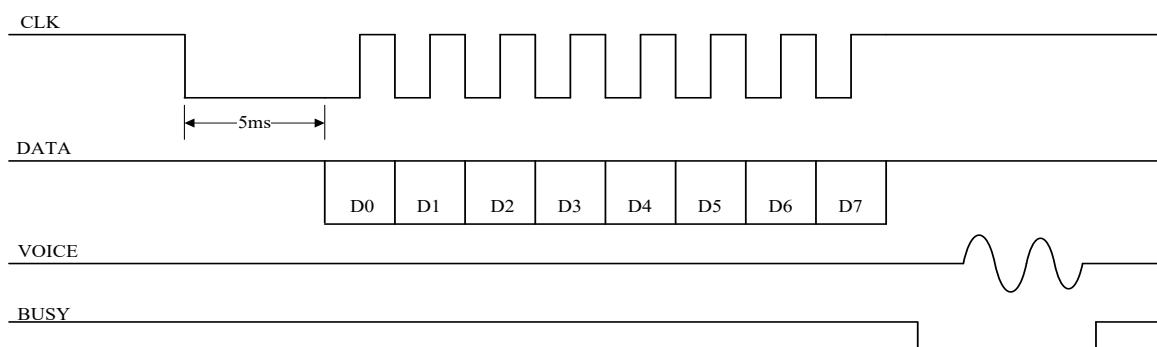 CLK
5ms
DATA
D0 D1 D2 D3 D4 D5 D6 D7
VOICE
BUSY